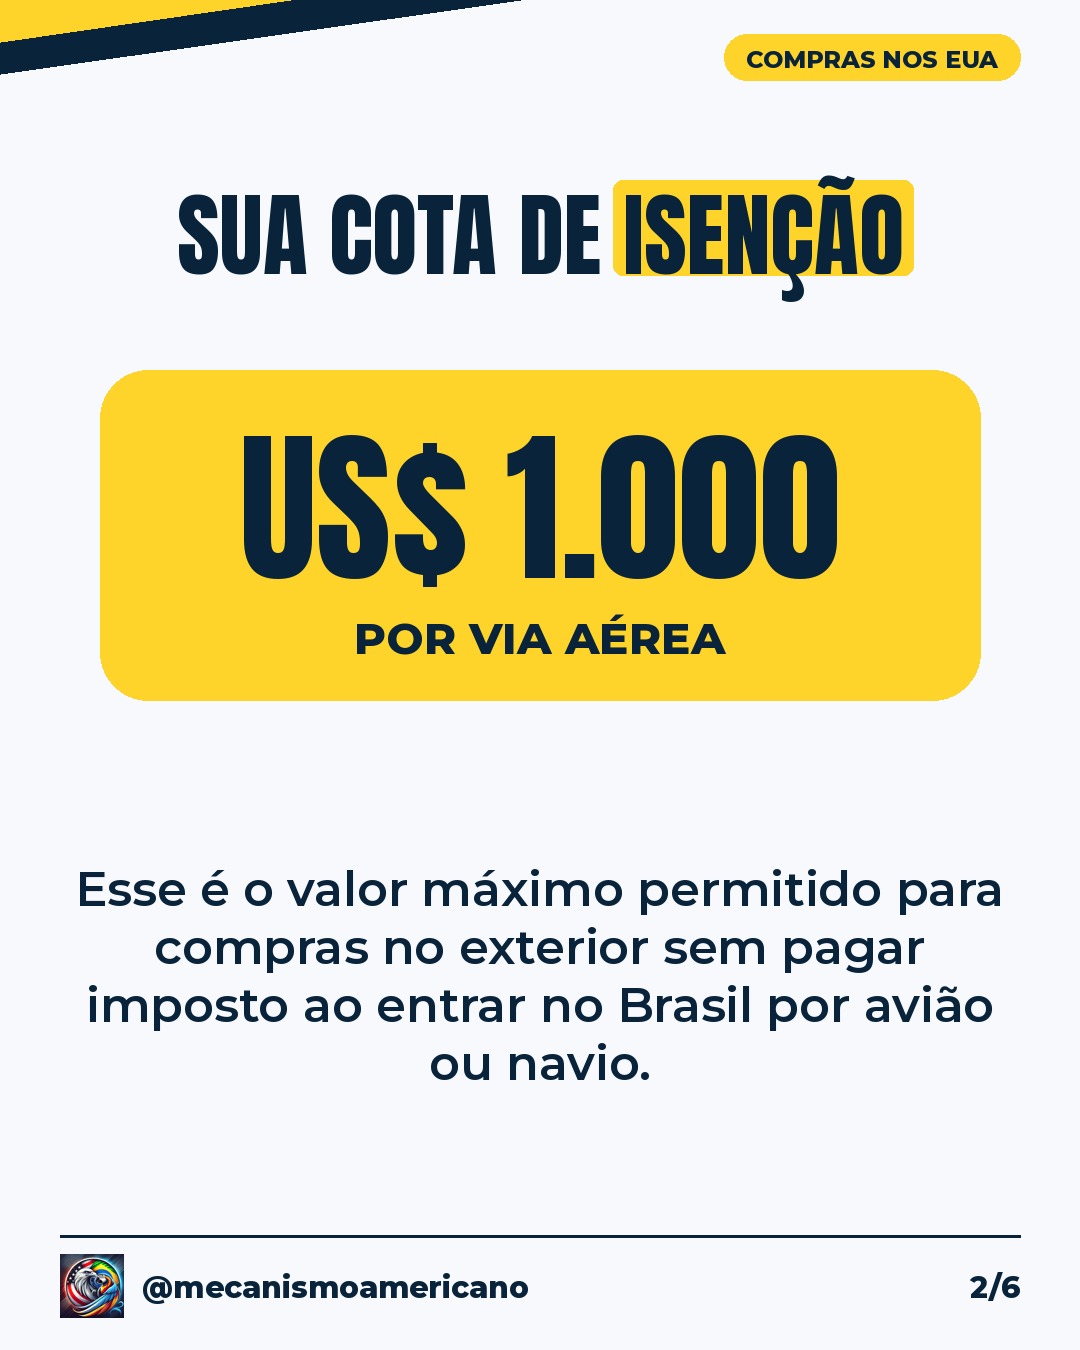 COMPRAS NOS EUA
SUA COTA DE ISENÇÃO
US$ 1.000
POR VIA AÉREA
Esse é o valor máximo permitido para
compras no exterior sem pagar
imposto ao entrar no Brasil por avião
ou navio.
@mecanismoamericano
2/6